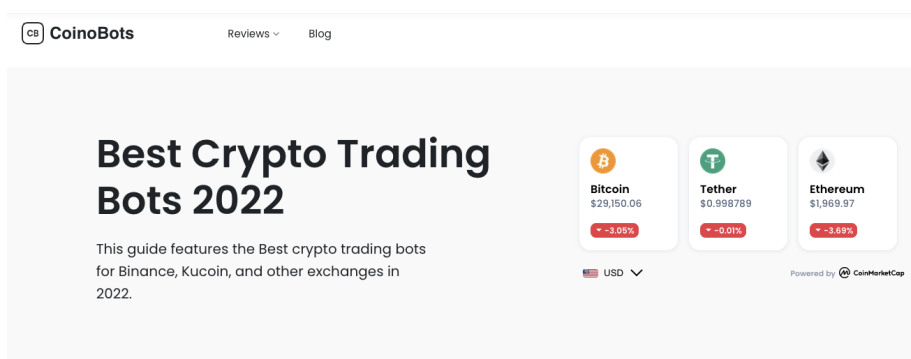 CB CoinoBots
Reviews
Blog
Best Crypto Trading
Bots 2022
This guide features the Best crypto trading bots
for Binance, Kucoin, and other exchanges in
2022.
Bitcoin
$29,150.06
-3.05%
Tether
$0.998789
-0.01%
Ethereum
$1,969.97
-3.69%
USD
Powered by CoinMarketCap